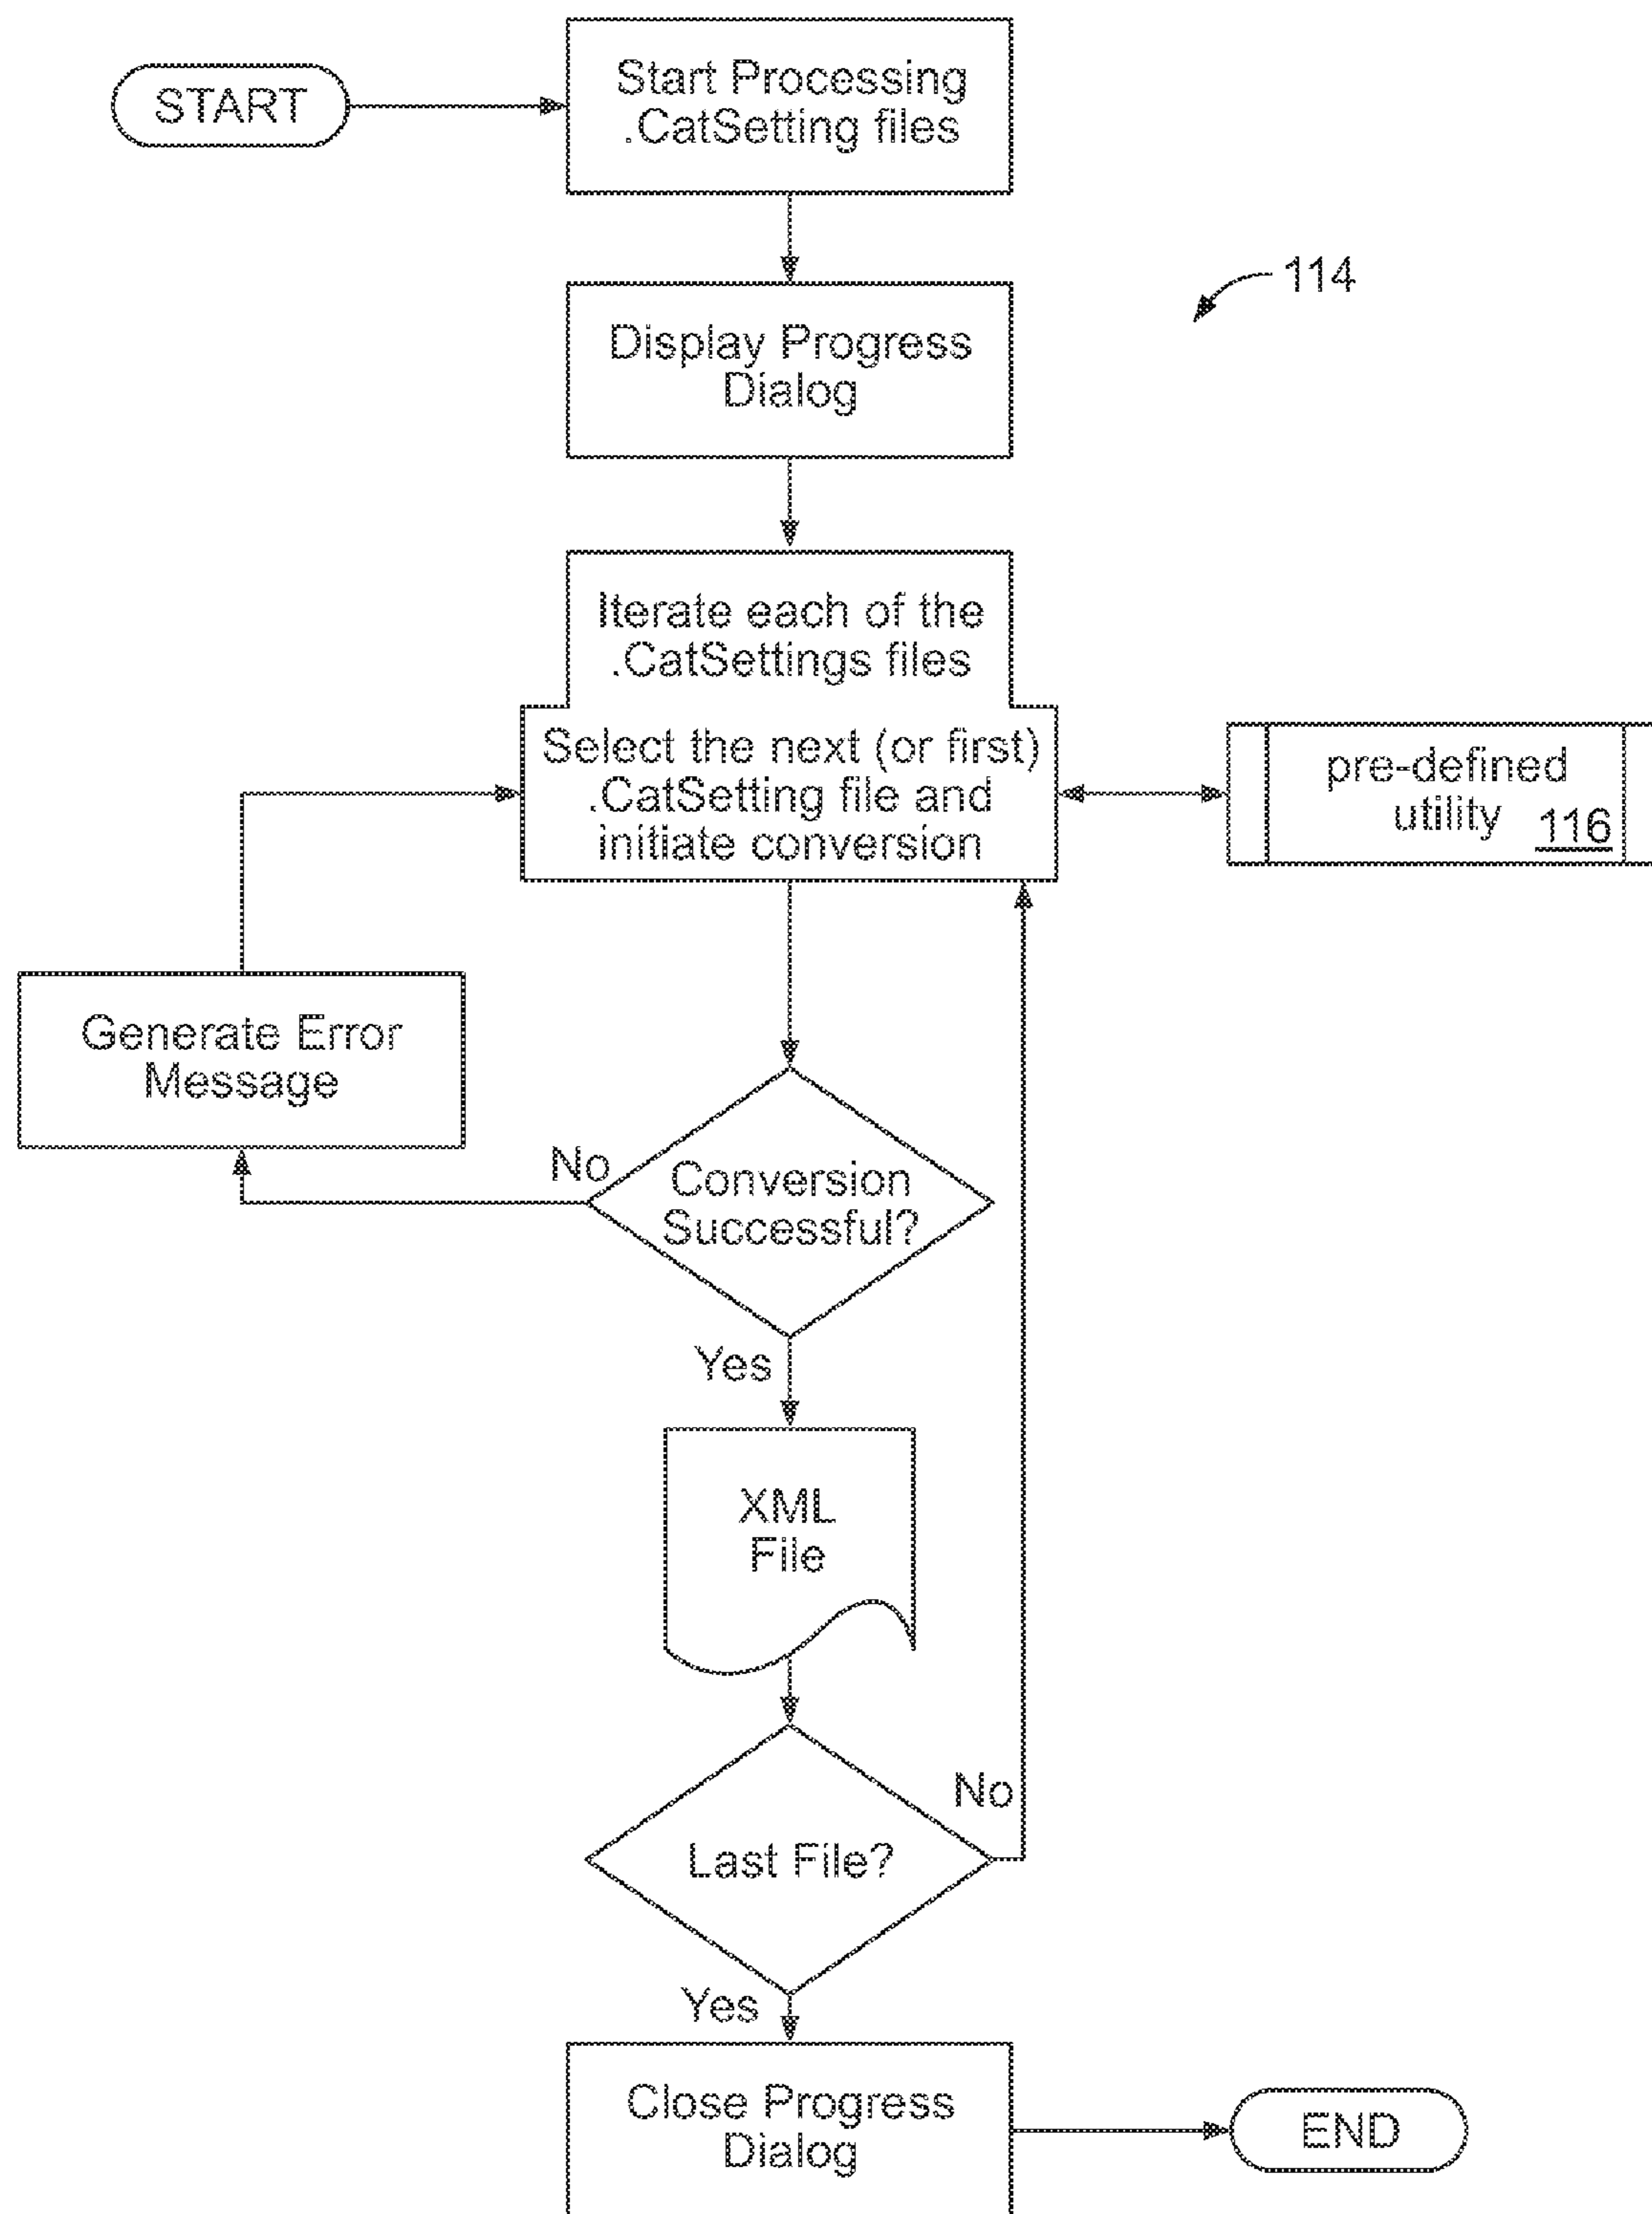 START
Start Processing
.CatSetting files
114
Display Progress
Dialog
Iterate each of the
.CatSettings files
Select the next (or first)
.CatSetting file and
initiate conversion
pre-defined
utility 116
Generate Error
Message
No
Conversion
Successful?
Yes
XML
File
No
Last File?
Yes
Close Progress
Dialog
END